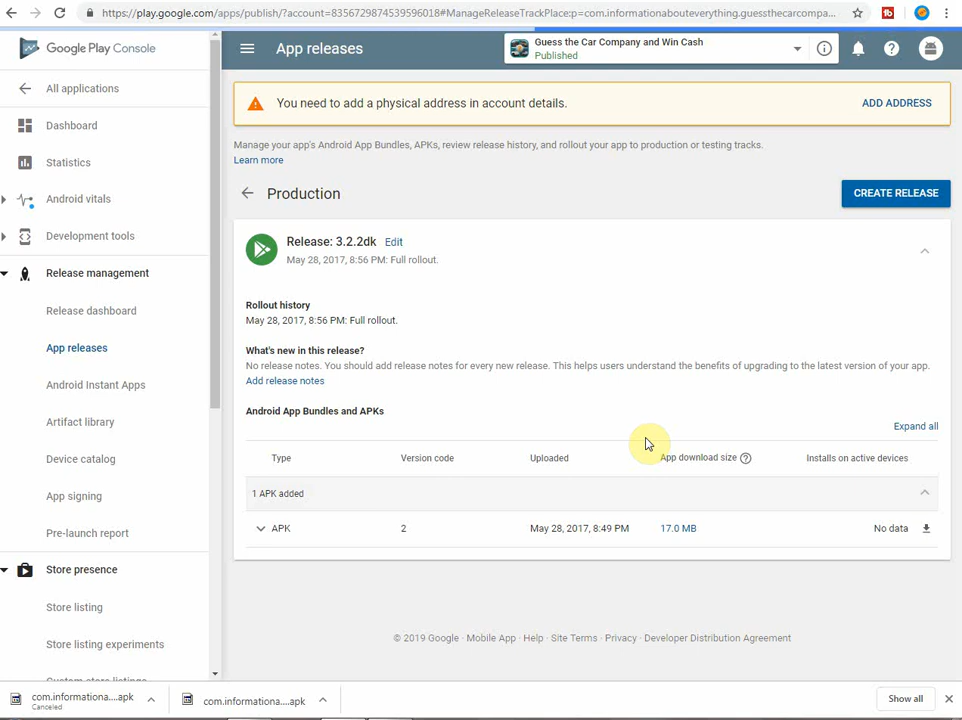 https://play.google.com/apps/publish/?account=8356729874539596018#ManageReleaseTrackPlace:p=com.informationabouteverything.guessthecarcompa...
Google Play Console
App releases
Guess the Car Company and Win Cash
Published
All applications
Dashboard
Statistics
Android vitals
Development tools
Release management
Release dashboard
App releases
Android Instant Apps
Artifact library
Device catalog
App signing
Pre-launch report
Store presence
Store listing
Store listing experiments
Custom store listings
You need to add a physical address in account details.
ADD ADDRESS
Manage your app's Android App Bundles, APKs, review release history, and rollout your app to production or testing tracks.
Learn more
Production
CREATE RELEASE
Release: 3.2.2dk Edit
May 28, 2017, 8:56 PM: Full rollout.
Rollout history
May 28, 2017, 8:56 PM: Full rollout.
What's new in this release?
No release notes. You should add release notes for every new release. This helps users understand the benefits of upgrading to the latest version of your app.
Add release notes
Android App Bundles and APKs
Expand all
Type Version code Uploaded App download size ? Installs on active devices
1 APK added
APK 2 May 28, 2017, 8:49 PM 17.0 MB No data
© 2019 Google · Mobile App · Help · Site Terms · Privacy · Developer Distribution Agreement
com.informationa....apk
Canceled
com.informationa....apk
Show all